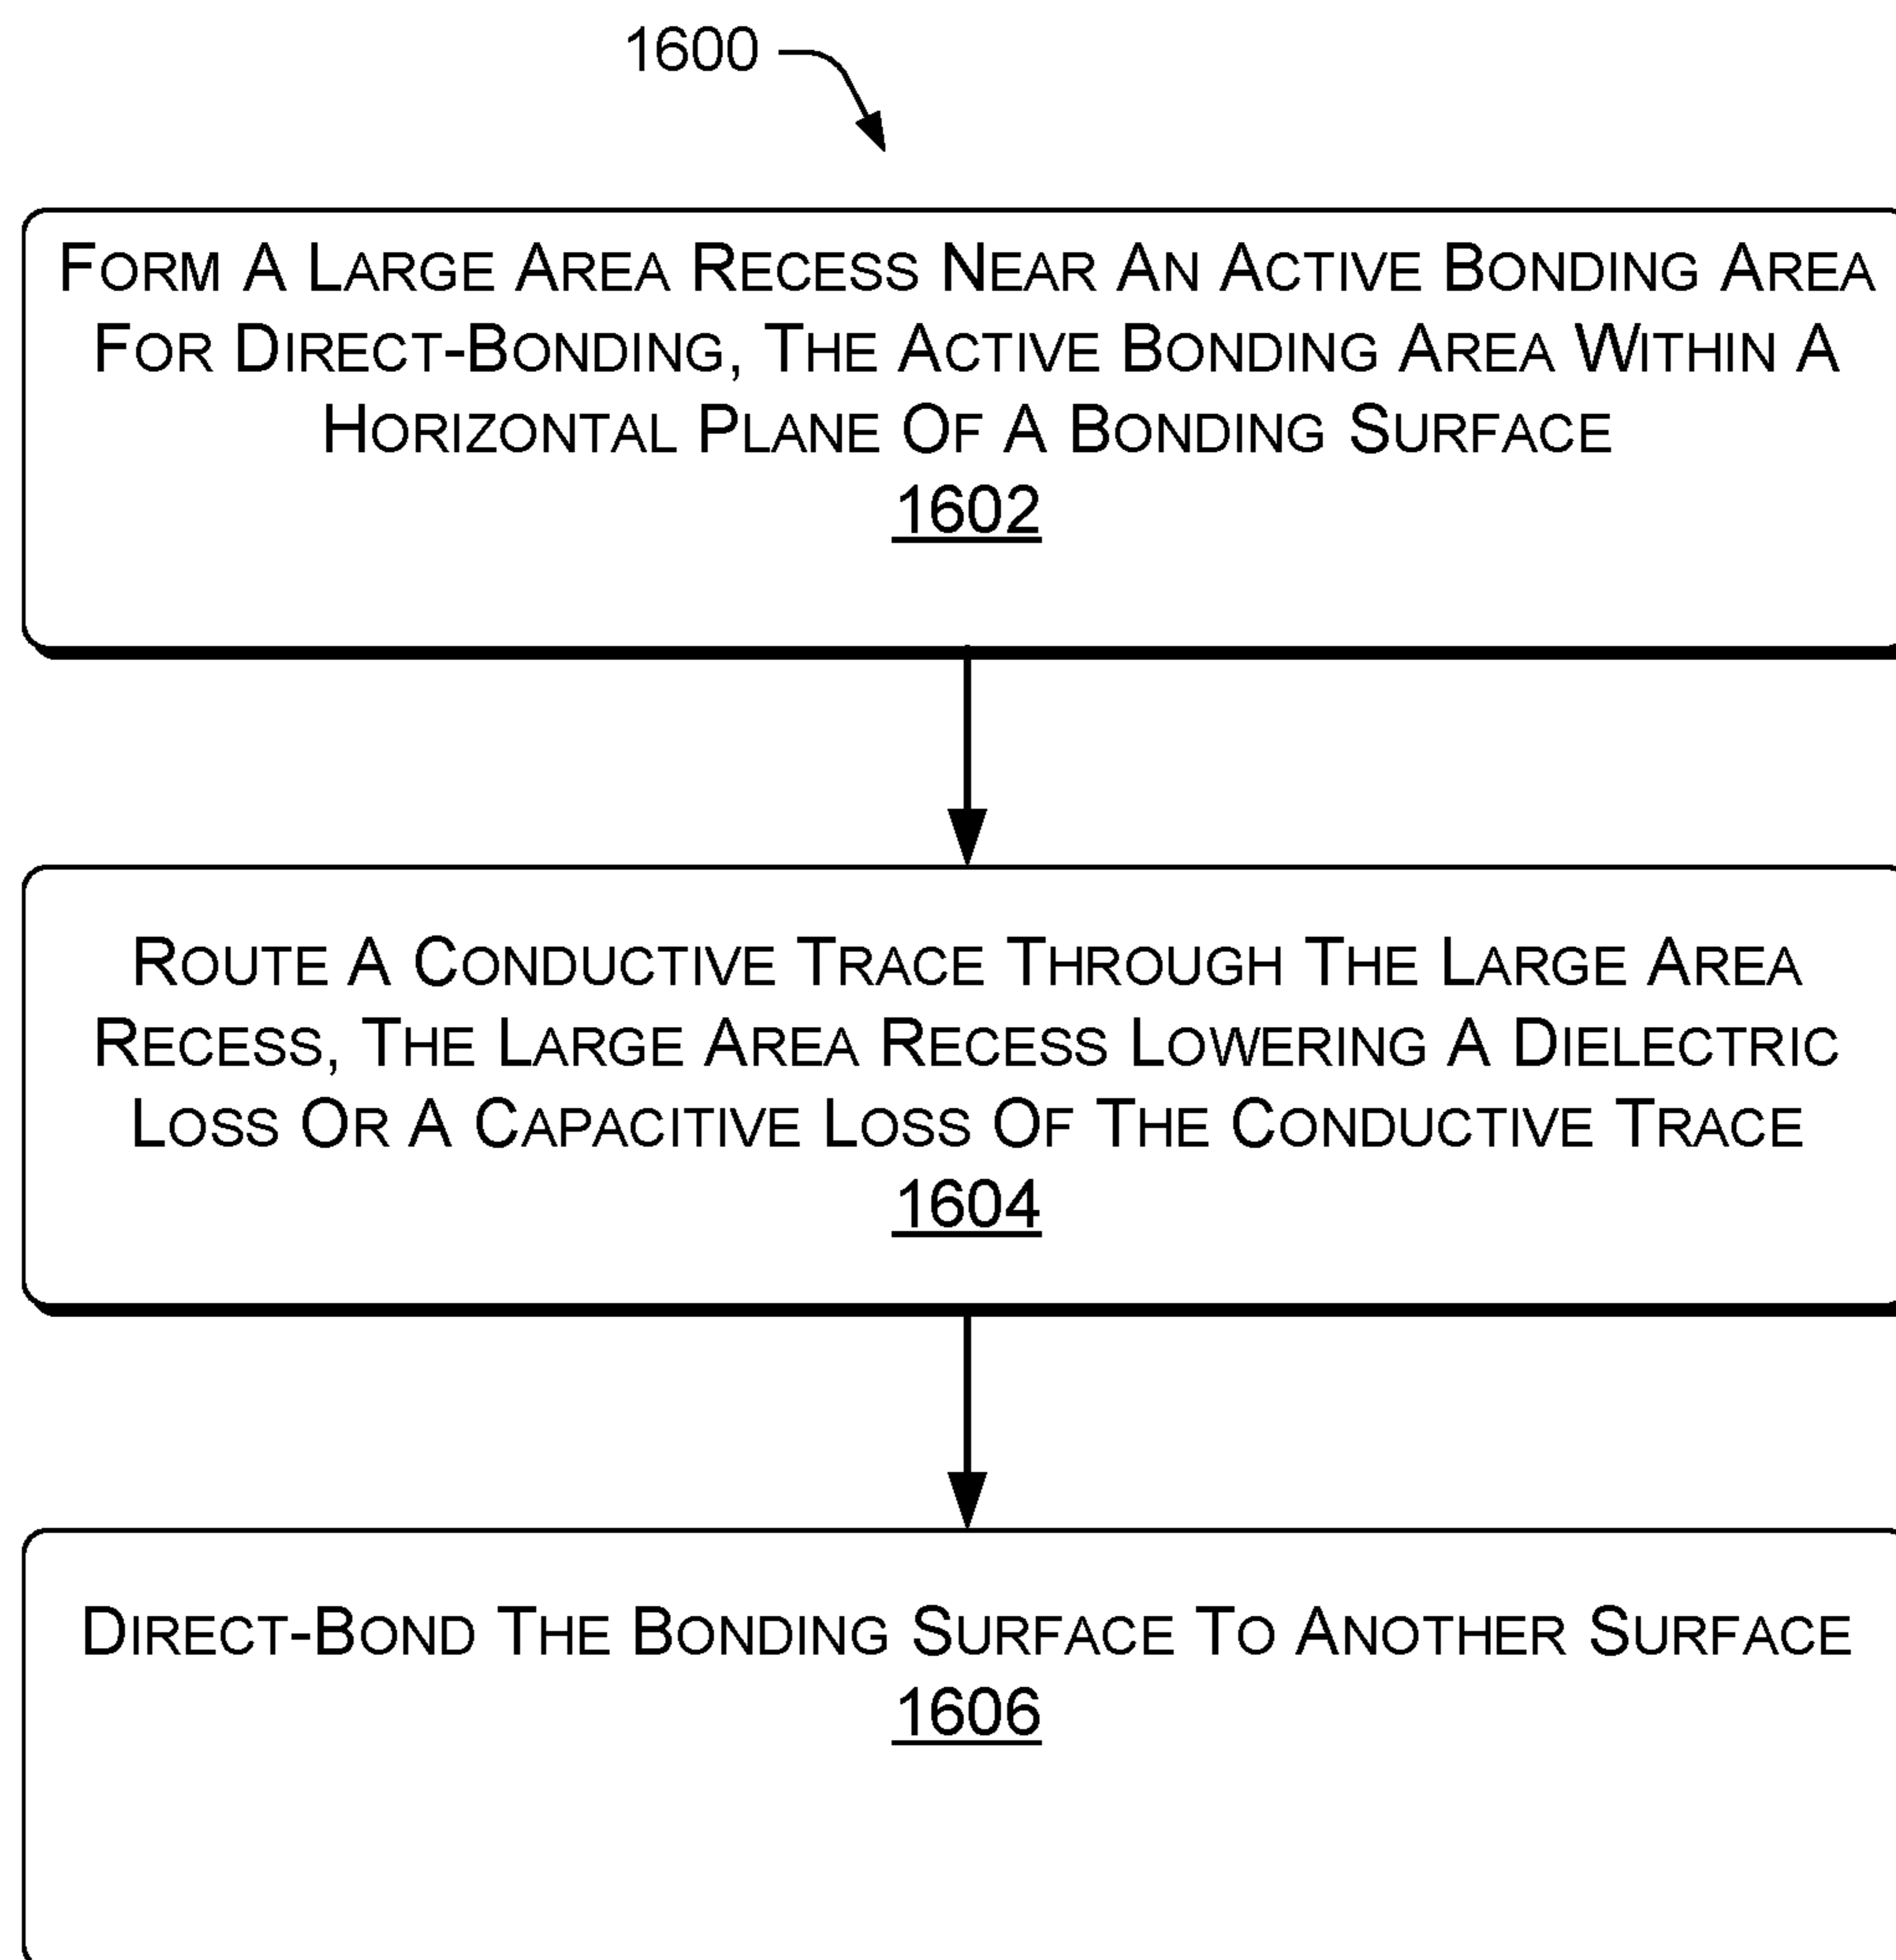 1600
Form A Large Area Recess Near An Active Bonding Area
For Direct-Bonding, The Active Bonding Area Within A
Horizontal Plane Of A Bonding Surface
1602
Route A Conductive Trace Through The Large Area
Recess, The Large Area Recess Lowering A Dielectric
Loss Or A Capacitive Loss Of The Conductive Trace
1604
Direct-Bond The Bonding Surface To Another Surface
1606